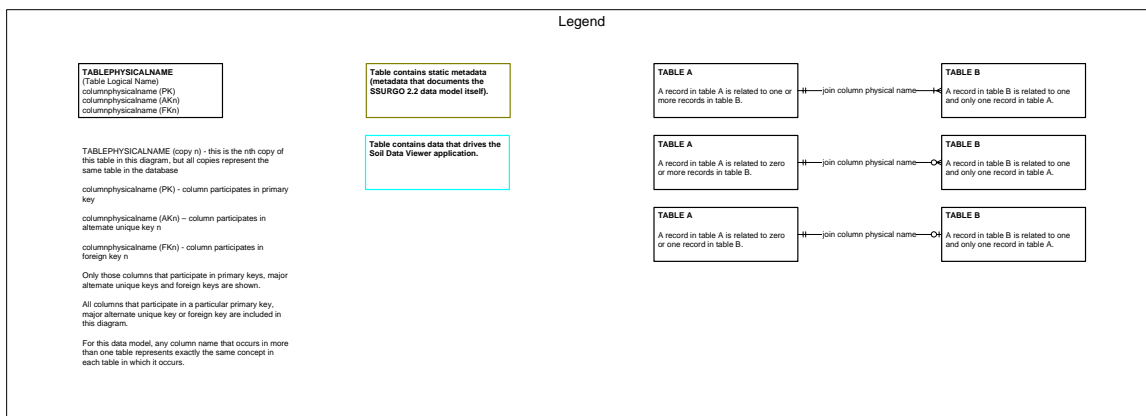 Legend
TABLEPHYSICALNAME
(Table Logical Name)
columnphysicalname (PK)
columnphysicalname (AKn)
columnphysicalname (FKn)
TABLEPHYSICALNAME (copy n) - this is the nth copy of
this table in this diagram, but all copies represent the
same table in the database
columnphysicalname (PK) - column participates in primary
key
columnphysicalname (AKn) – column participates in
alternate unique key n
columnphysicalname (FKn) - column participates in
foreign key n
Only those columns that participate in primary keys, major
alternate unique keys and foreign keys are shown.
All columns that participate in a particular primary key,
major alternate unique key or foreign key are included in
this diagram.
For this data model, any column name that occurs in more
than one table represents exactly the same concept in
each table in which it occurs.
Table contains static metadata
(metadata that documents the
SSURGO 2.2 data model itself).
Table contains data that drives the
Soil Data Viewer application.
TABLE A
A record in table A is related to one or
more records in table B.
join column physical name
TABLE B
A record in table B is related to one
and only one record in table A.
TABLE A
A record in table A is related to zero
or more records in table B.
join column physical name
TABLE B
A record in table B is related to one
and only one record in table A.
TABLE A
A record in table A is related to zero
or one record in table B.
join column physical name
TABLE B
A record in table B is related to one
and only one record in table A.